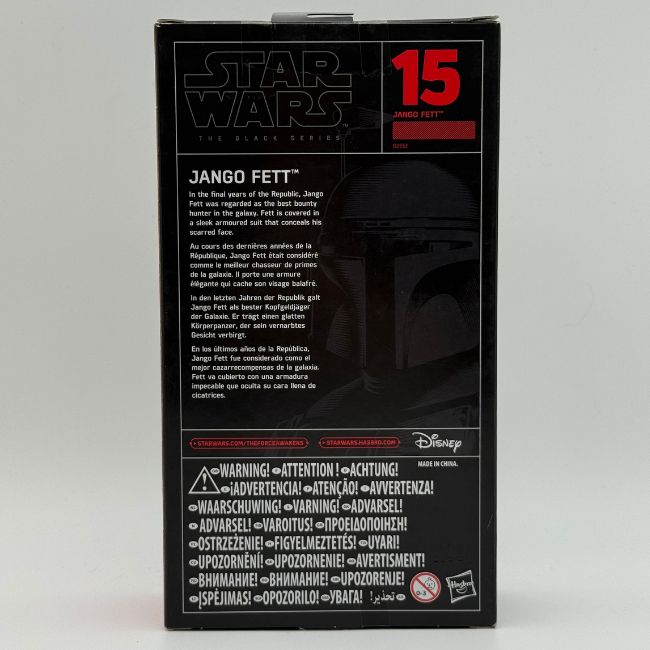 STAR
WARS™
THE BLACK SERIES
15
JANGO FETT™
JANGO FETT™
In the final years of the Republic, Jango
Fett was regarded as the best bounty
hunter in the galaxy. Fett is covered in
a sleek armoured suit that conceals his
scarred face.
Au cours des dernières années de la
République, Jango Fett était considéré
comme le meilleur chasseur de primes
de la galaxie. Il porte une armure
élégante qui cache son visage balafré.
In den letzten Jahren der Republik galt
Jango Fett als bester Kopfgeldjäger
der Galaxie. Er trägt einen glatten
Körperpanzer, der sein vernarbtes
Gesicht verbirgt.
En los últimos años de la República,
Jango Fett fue considerado como el
mejor cazarrecompensas de la galaxia.
Fett va cubierto con una armadura
impecable que oculta su cara llena de
cicatrices.
STARWARS.COM/THEFORCEAWAKENS
STARWARS.HASBRO.COM
Disney
MADE IN CHINA.
WARNING! ATTENTION ! ACHTUNG!
¡ADVERTENCIA! ATENÇÃO! AVVERTENZA!
WAARSCHUWING! VARNING! ADVARSEL!
ADVARSEL! VAROITUS! ΠΡΟΕΙΔΟΠΟΙΗΣΗ!
OSTRZEŻENIE! FIGYELMEZTETÉS! UYARI!
UPOZORNĚNÍ! UPOZORNENIE! AVERTISMENT!
ВНИМАНИЕ! ВНИМАНИЕ! UPOZORENJE!
ĮSPĖJIMAS! OPOZORILO! УВАГА! تحذير!
0-3
Hasbro